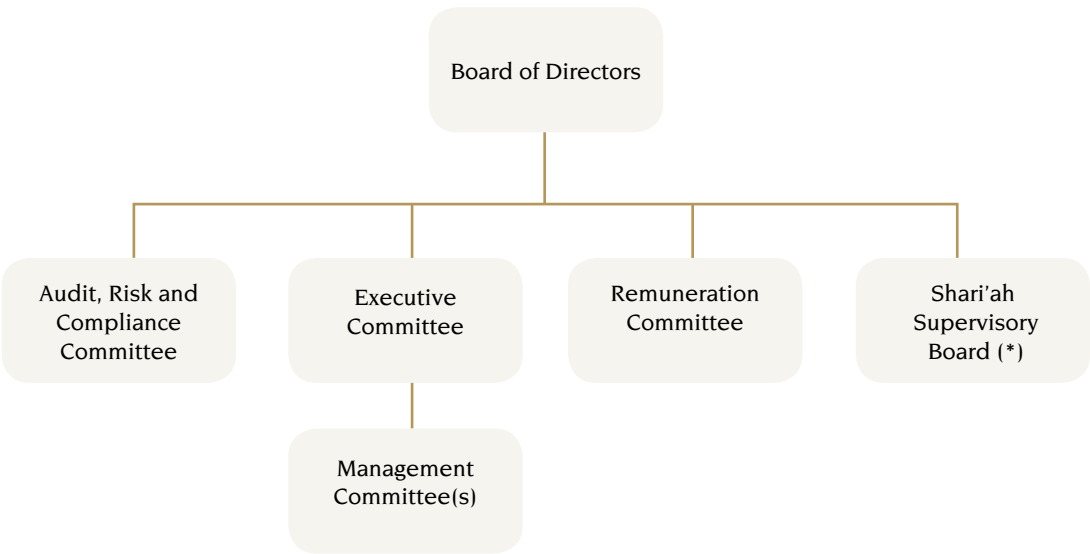 Board of Directors
Audit, Risk and
Compliance
Committee
Executive
Committee
Remuneration
Committee
Shari’ah
Supervisory
Board (*)
Management
Committee(s)